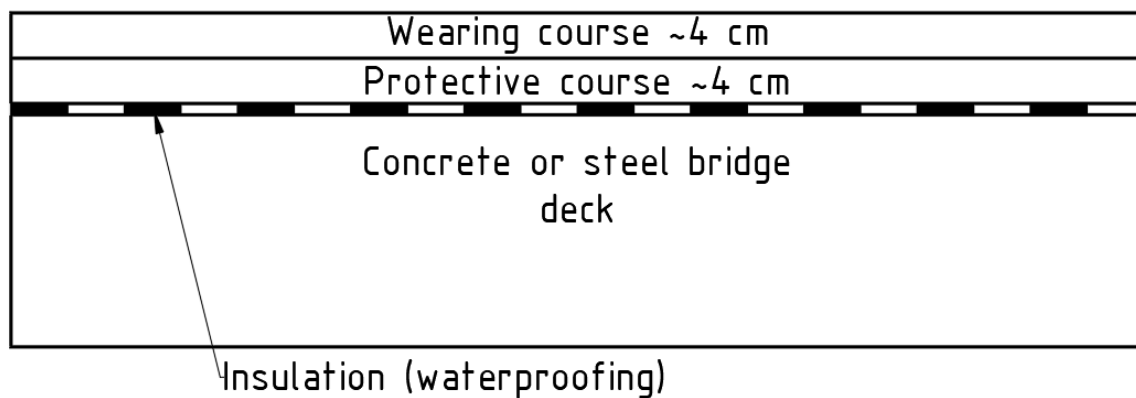 Wearing course ~4 cm
Protective course ~4 cm
Concrete or steel bridge
deck
Insulation (waterproofing)